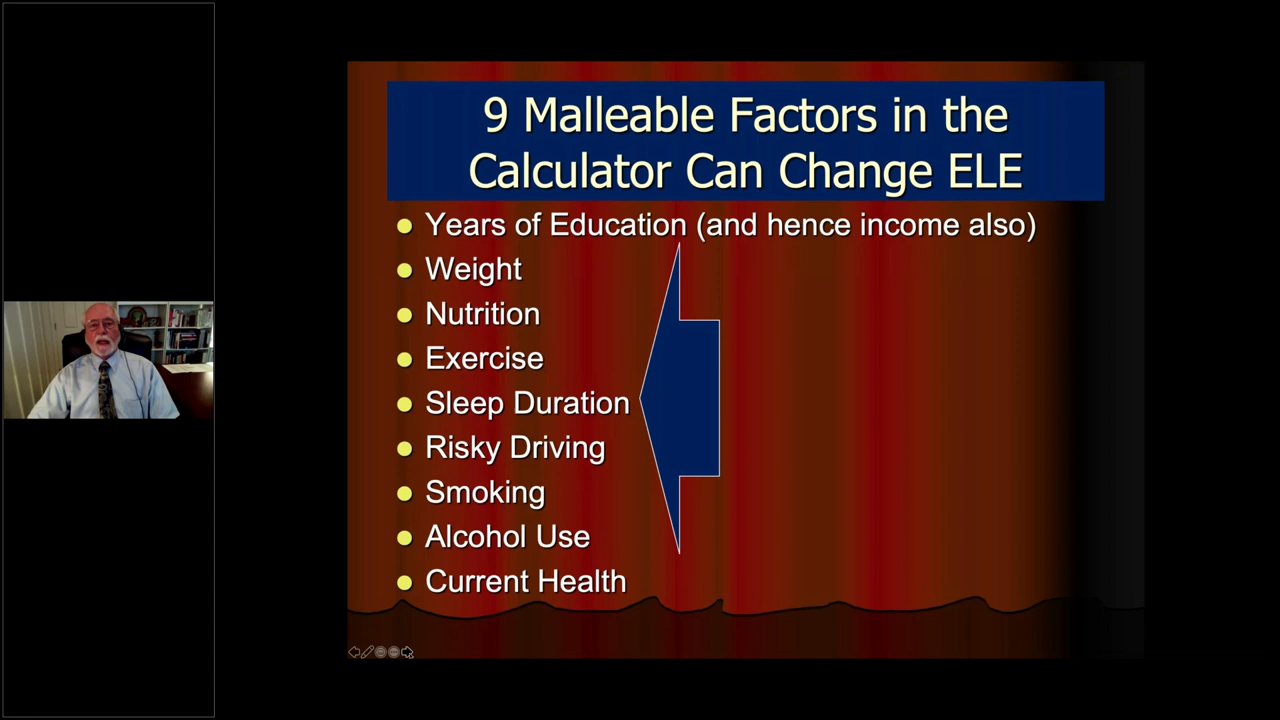 9 Malleable Factors in the
Calculator Can Change ELE
Years of Education (and hence income also)
Weight
Nutrition
Exercise
Sleep Duration
Risky Driving
Smoking
Alcohol Use
Current Health